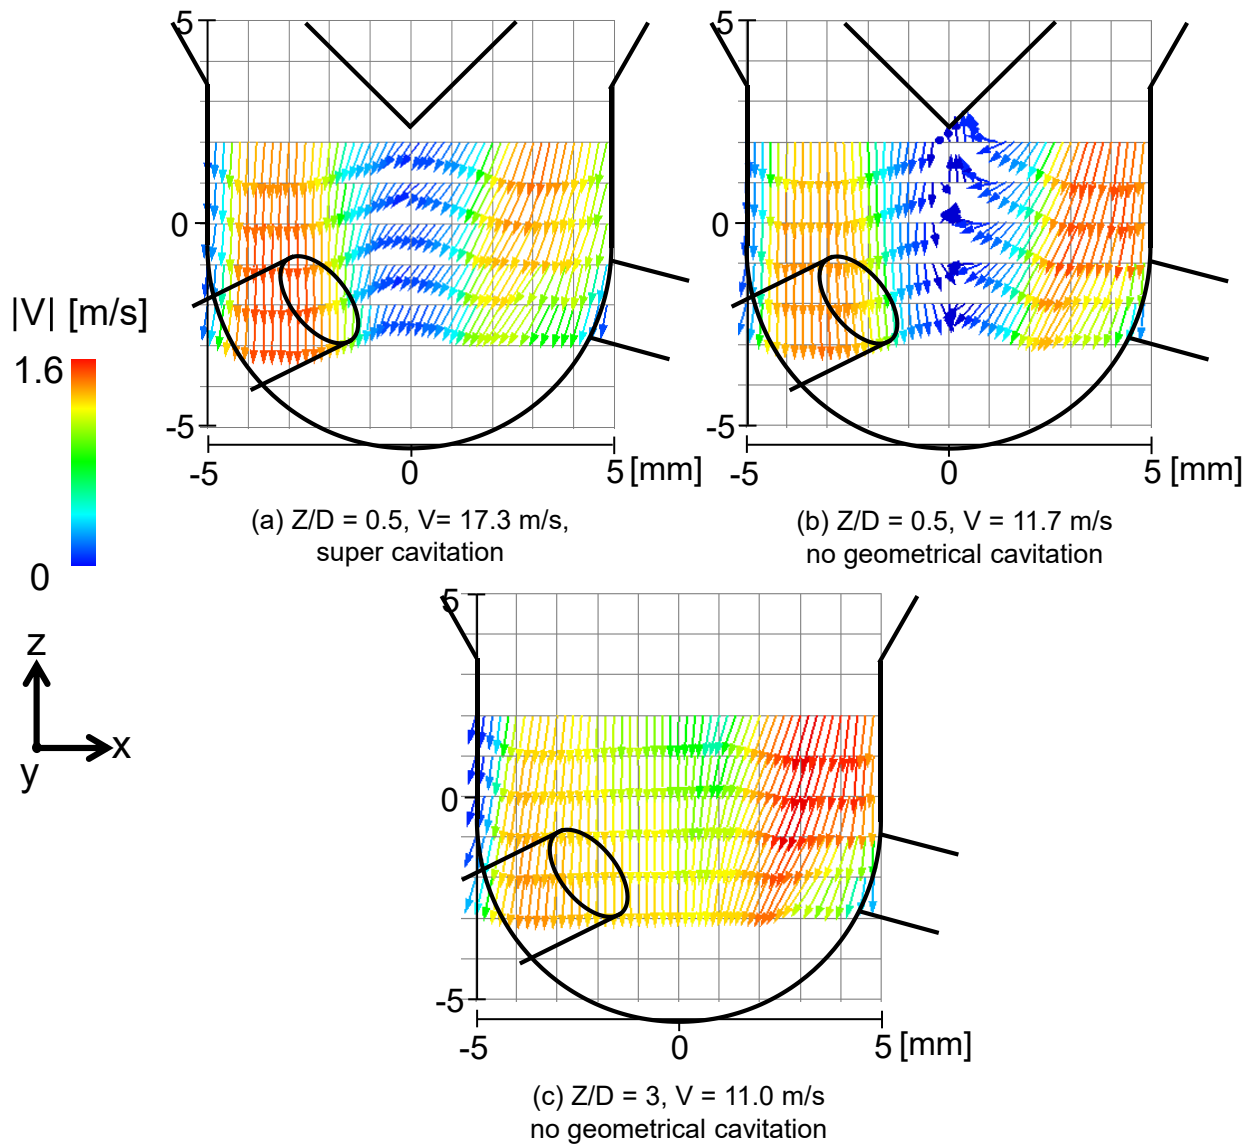 5
0
-5
-5
0
5 [mm]
(a) Z/D = 0.5, V= 17.3 m/s,
super cavitation
5
0
-5
-5
0
5 [mm]
(b) Z/D = 0.5, V = 11.7 m/s
no geometrical cavitation
|V| [m/s]
1.6
0
z
x
y
5
0
-5
-5
0
5 [mm]
(c) Z/D = 3, V = 11.0 m/s
no geometrical cavitation